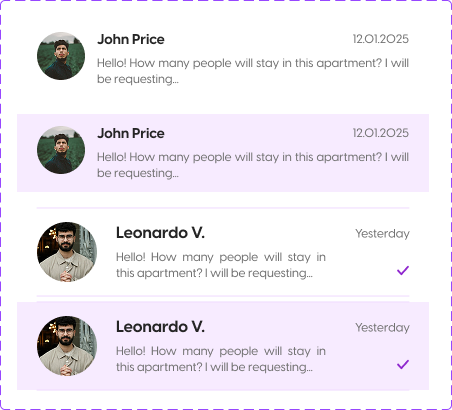 John Price 12.01.2025
Hello! How many people will stay in this apartment? I will
be requesting...
John Price 12.01.2025
Hello! How many people will stay in this apartment? I will
be requesting...
Leonardo V. Yesterday
Hello! How many people will stay in
this apartment? I will be requesting...
Leonardo V. Yesterday
Hello! How many people will stay in
this apartment? I will be requesting...